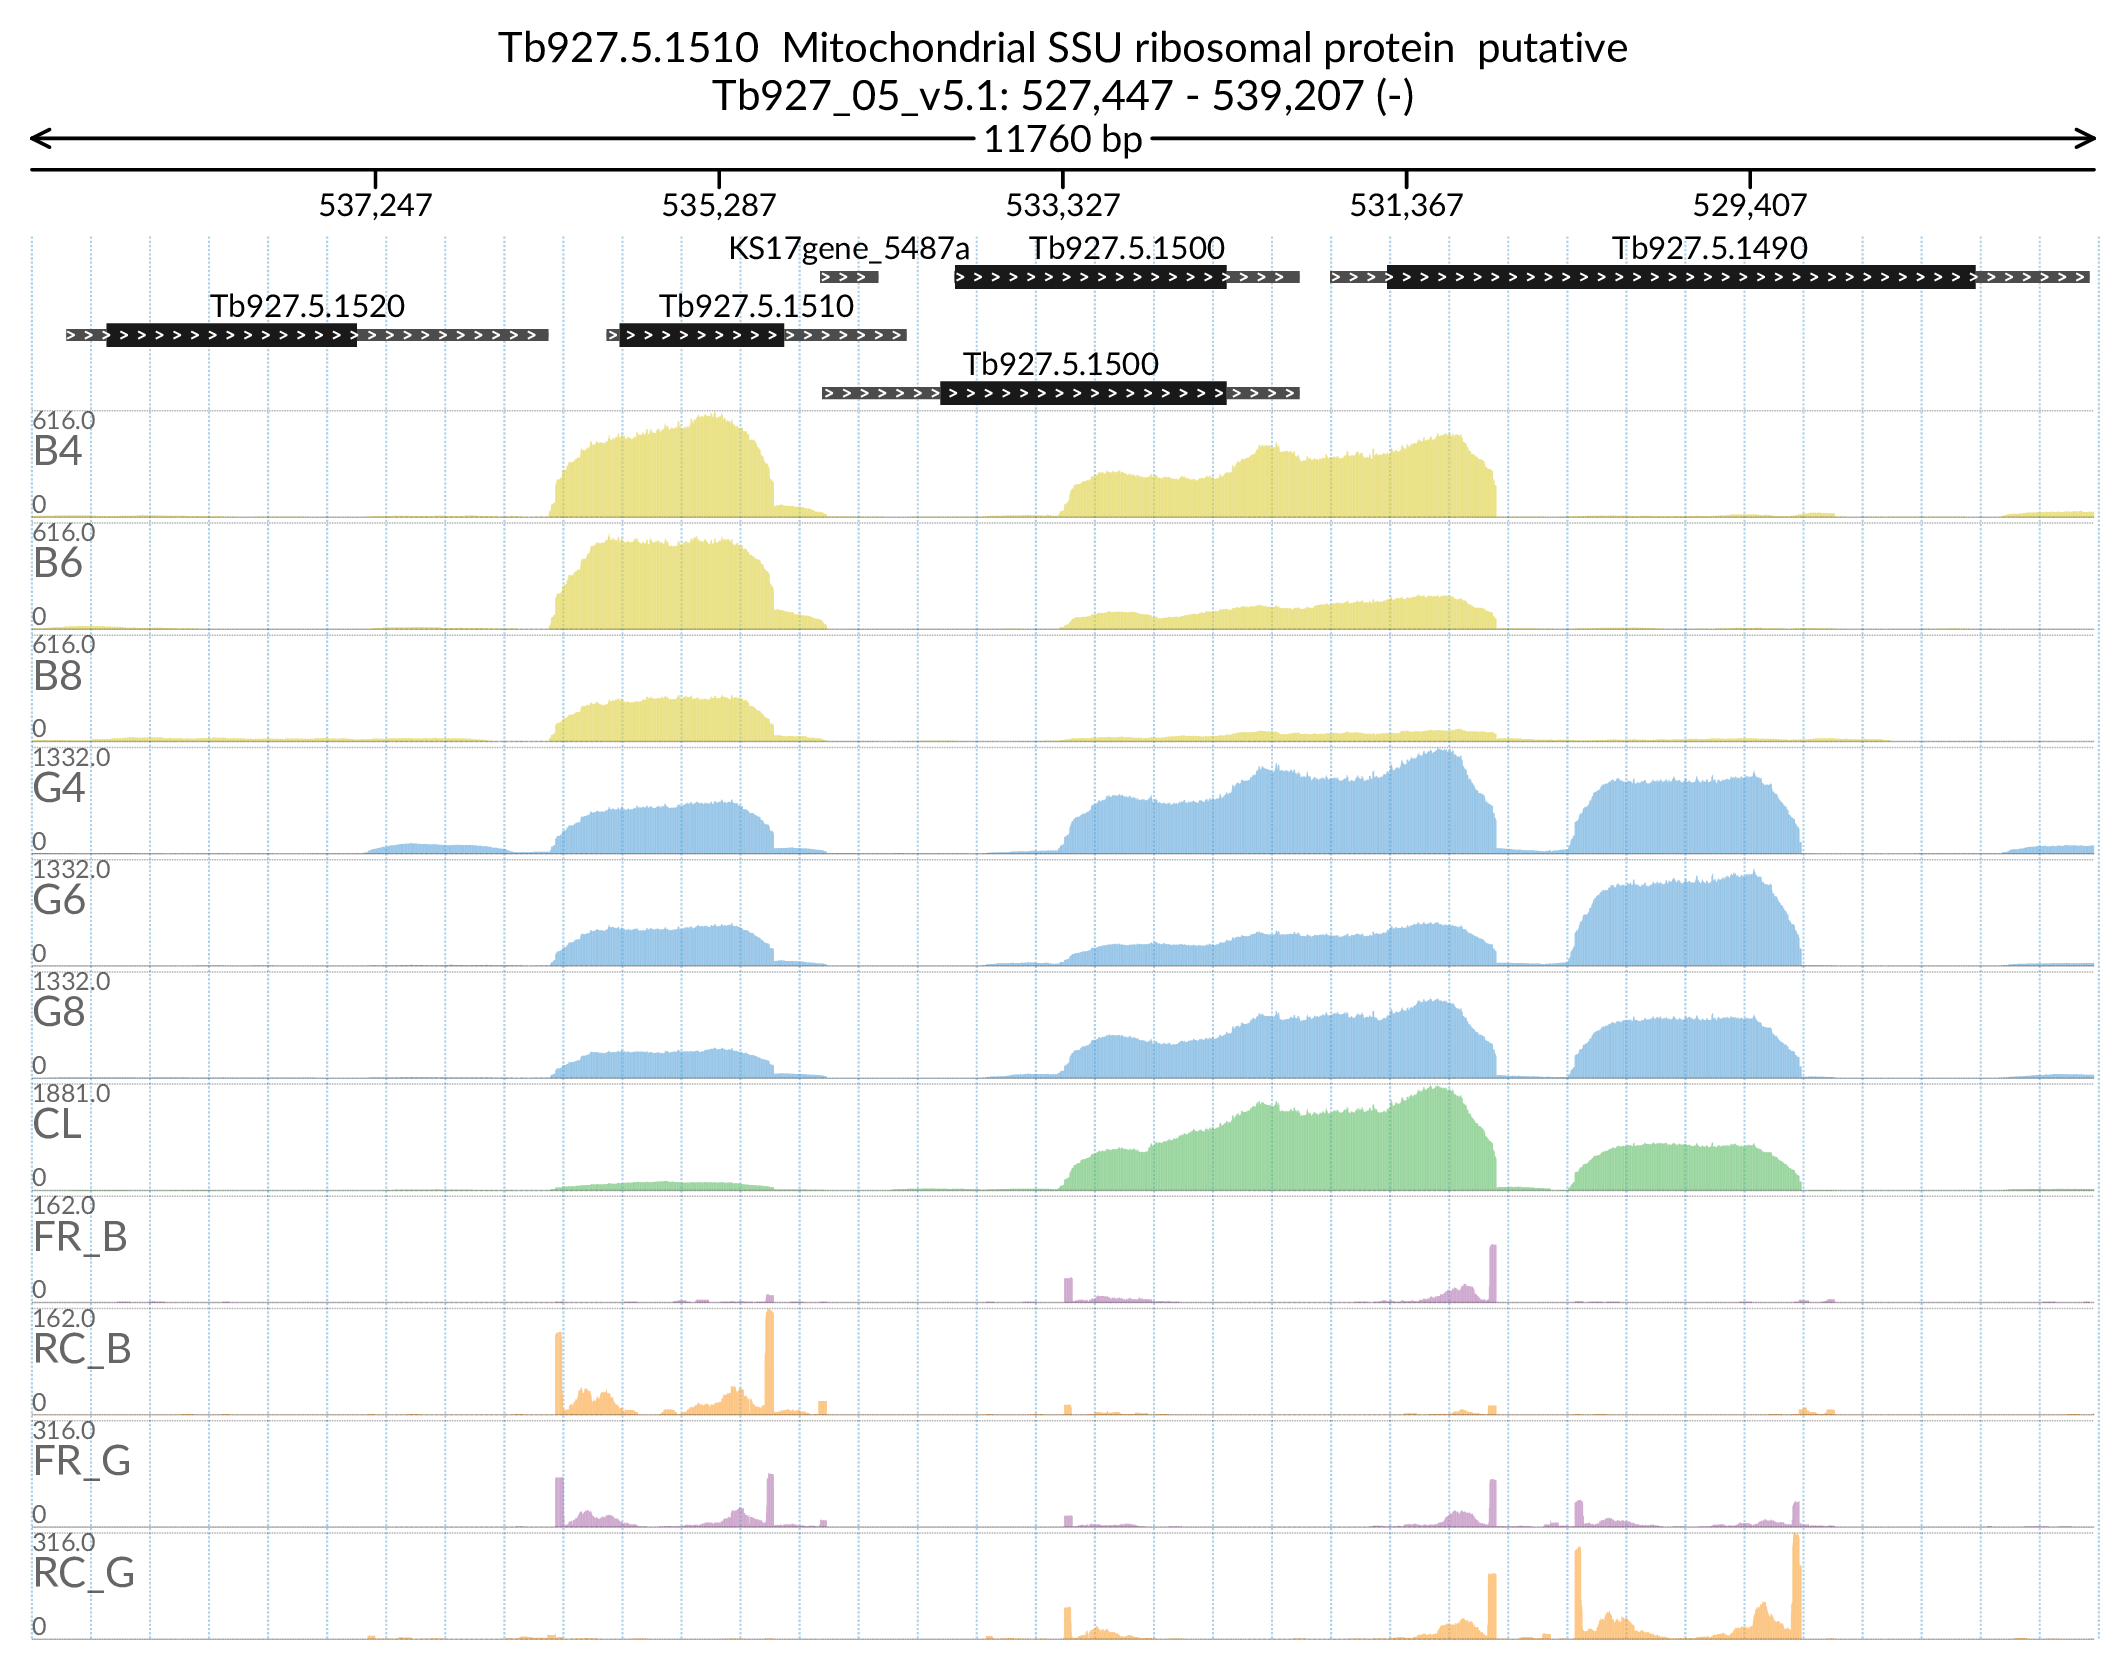 Tb927.5.1510  Mitochondrial SSU ribosomal protein  putative
Tb927_05_v5.1: 527,447 - 539,207 (-)
11760 bp
537,247 535,287 533,327 531,367 529,407
KS17gene_5487a Tb927.5.1500 Tb927.5.1490
Tb927.5.1520 Tb927.5.1510
Tb927.5.1500
616.0
B4
0
616.0
B6
0
616.0
B8
0
1332.0
G4
0
1332.0
G6
0
1332.0
G8
0
1881.0
CL
0
162.0
FR_B
0
162.0
RC_B
0
316.0
FR_G
0
316.0
RC_G
0